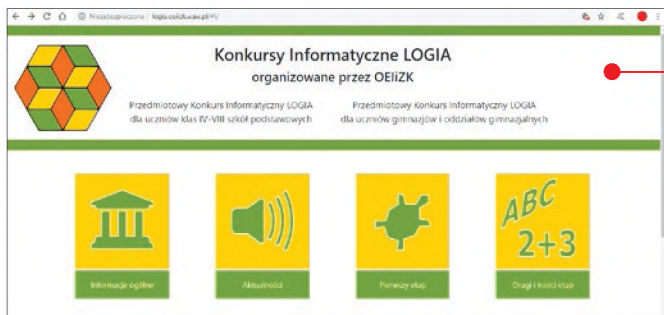 Niezabezpieczona | logia.oeiizk.waw.pl/#!/
Konkursy Informatyczne LOGIA
organizowane przez OEIiZK
Przedmiotowy Konkurs Informatyczny LOGIA
dla uczniów klas IV-VIII szkół podstawowych
Przedmiotowy Konkurs Informatyczny LOGIA
dla uczniów gimnazjów i oddziałów gimnazjalnych
ABC
2+3
Informacje ogólne
Aktualności
Pierwszy etap
Drugi i trzeci etap